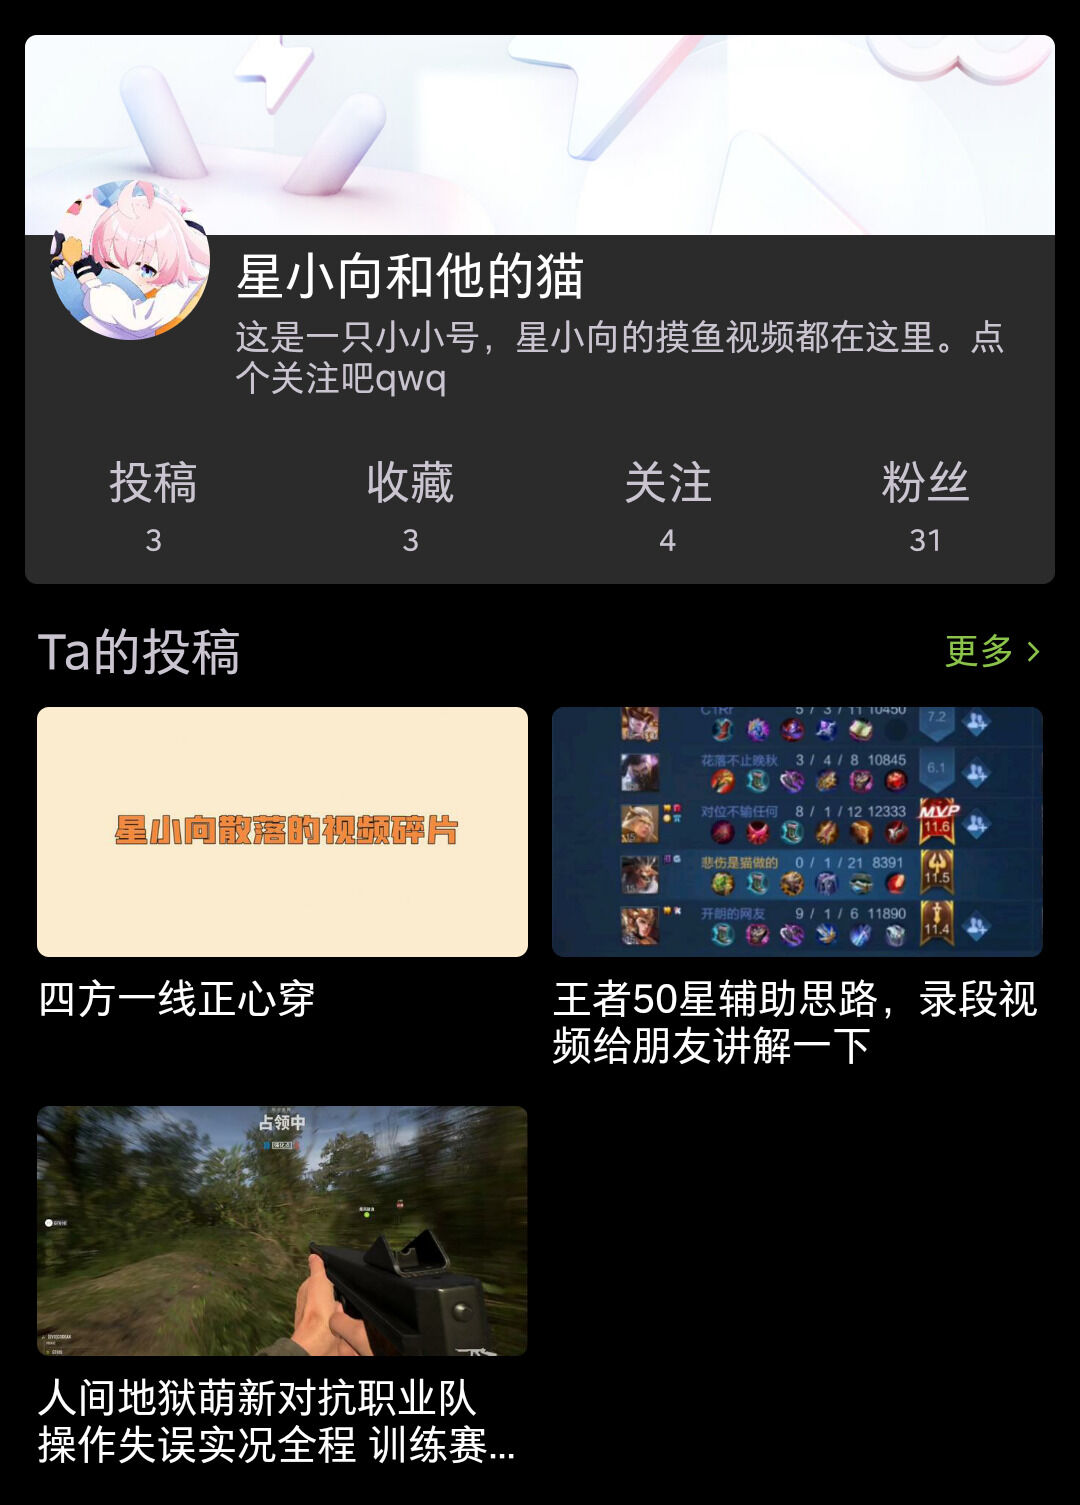 星小向和他的猫
这是一只小小号，星小向的摸鱼视频都在这里。点
个关注吧qwq
投稿
收藏
关注
粉丝
3
3
4
31
Ta的投稿
更多
星小向散落的视频碎片
5 / 3 / 11 10450
7.2
花落不止晚秋 3 / 4 / 8 10845
6.1
对位不输任何 8 / 1 / 12 12333
MVP
11.6
悲伤是猫做的 0 / 1 / 21 8391
11.5
开朗的网友 9 / 1 / 6 11890
11.4
四方一线正心穿
王者50星辅助思路，录段视
频给朋友讲解一下
占领中
人间地狱萌新对抗职业队
操作失误实况全程 训练赛...